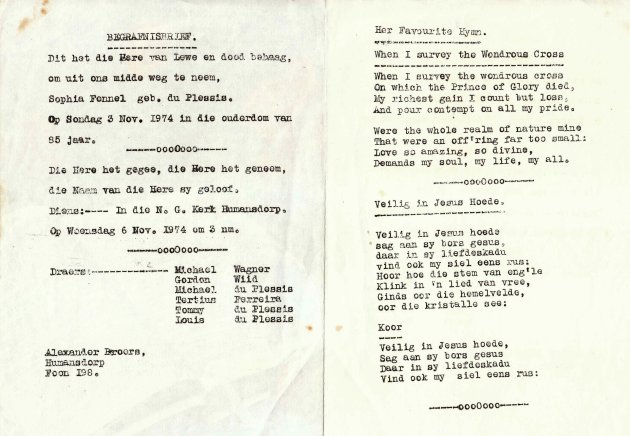 BEGRAFNISBRIEF.
Dit het die Here van Lewe en dood behaag,
om uit ons midde weg te neem,
Sophia Fennel geb. du Plessis.
Op Sondag 3 Nov. 1974 in die ouderdom van
85 jaar.
------ooo0ooo------
Die Here het gegee, die Here het geneem,
die Naam van die Here sy geloof.
Diens:---- In die N. G. Kerk Humansdorp.
Op Woensdag 6 Nov. 1974 om 3 nm.
------ooo0ooo------
Draers:------------ Michael Wagner
Gordon Wiid
Michael du Plessis
Tertius Ferreira
Tommy du Plessis
Louis du Plessis
Alexander Broers,
Humansdorp
Foon 198.
Her Favourite Hymn.
When I survey the Wondrous Cross
When I survey the wondrous cross
On which the Prince of Glory died,
My richest gain I count but loss,
And pour contempt on all my pride.
Were the whole realm of nature mine
That were an off'ring far too small:
Love so amazing, so divine,
Demands my soul, my life, my all.
------ooo0ooo------
Veilig in Jesus Hoede.
Veilig in Jesus hoede
sag aan sy bors gesus,
daar in sy liefdeskadu
vind ook my siel eens rus:
Hoor hoe die stem van eng'le
Klink in 'n lied van vree,
Ginds oor die hemelvelde,
oor die kristalle see:
Koor
Veilig in Jesus hoede,
Sag aan sy bors gesus
Daar in sy liefdeskadu
Vind ook my siel eens rus:
------ooo0ooo------